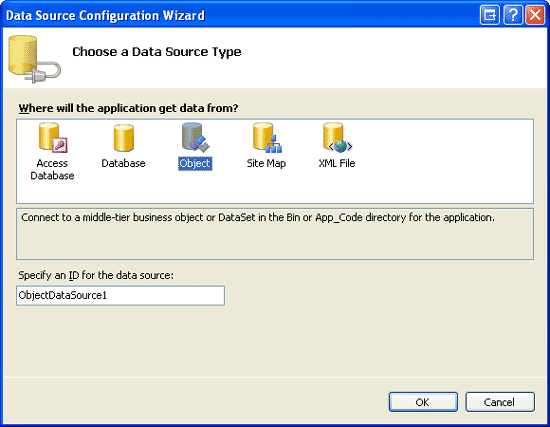 Data Source Configuration Wizard
Choose a Data Source Type
Where will the application get data from?
Access
Database
Database
Object
Site Map
XML File
Connect to a middle-tier business object or DataSet in the Bin or App_Code directory for the application.
Specify an ID for the data source:
ObjectDataSource1
OK
Cancel